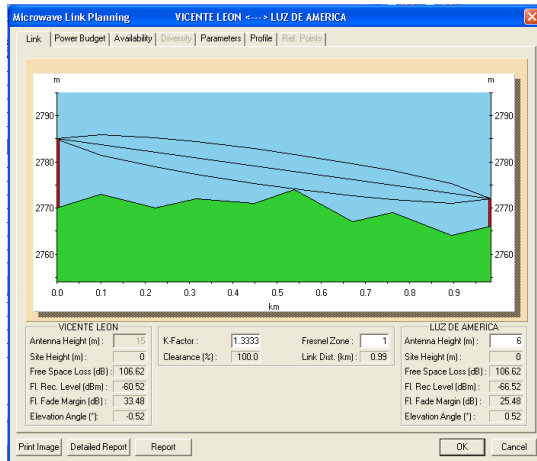 Microwave Link Planning VICENTE LEON <---> LUZ DE AMERICA
Link Power Budget Availability Diversity Parameters Profile Ref. Points
m m
2790 2790
2780 2780
2770 2770
2760 2760
0.0 0.1 0.2 0.3 0.4 0.5 0.6 0.7 0.8 0.9
km
VICENTE LEON LUZ DE AMERICA
Antenna Height (m) : 15 K-Factor : 1.3333 Fresnel Zone : 1 Antenna Height (m) : 6
Site Height (m) : 0 Clearance (%) : 100.0 Link Dist. (km) : 0.99 Site Height (m) : 0
Free Space Loss (dB) : 106.62 Free Space Loss (dB) : 106.62
Fl. Rec. Level (dBm) : -60.52 Fl. Rec. Level (dBm) : -66.52
Fl. Fade Margin (dB) : 33.48 Fl. Fade Margin (dB) : 25.48
Elevation Angle (°): -0.52 Elevation Angle (°) : 0.52
Print Image Detailed Report Report OK Cancel